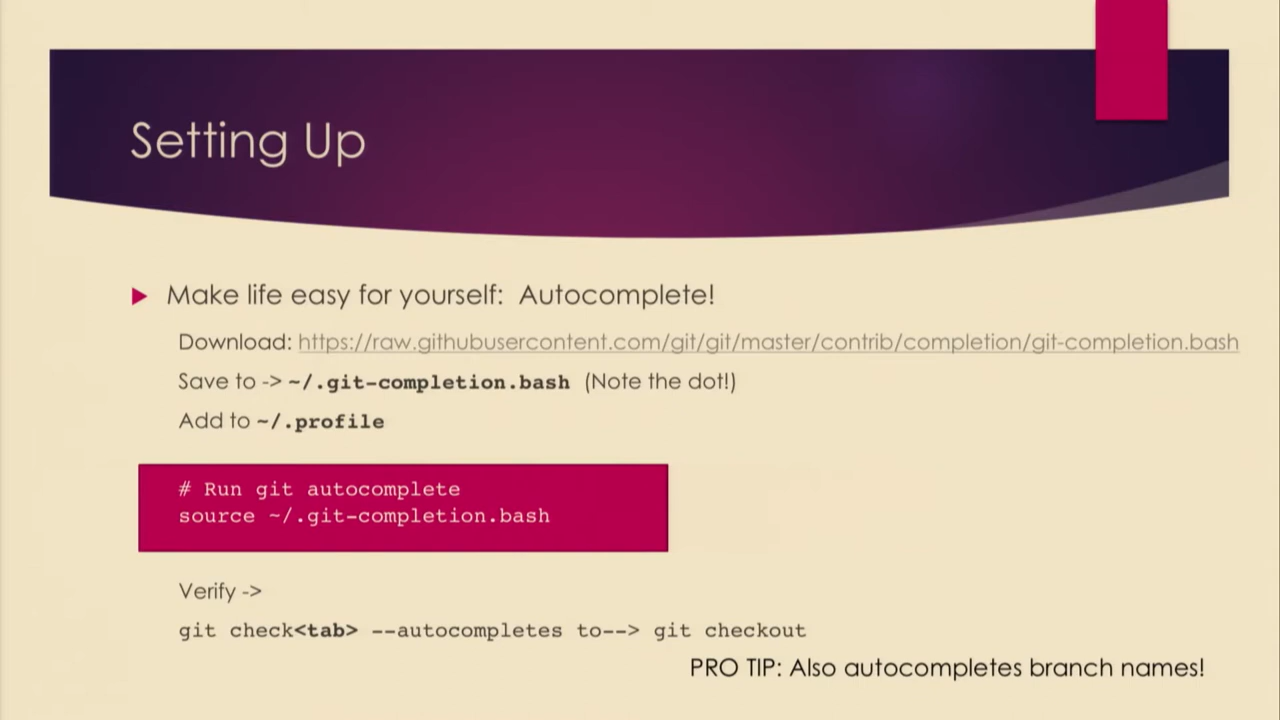 Setting Up
Make life easy for yourself: Autocomplete!
Download: https://raw.githubusercontent.com/git/git/master/contrib/completion/git-completion.bash
Save to -> ~/.git-completion.bash (Note the dot!)
Add to ~/.profile
# Run git autocomplete
source ~/.git-completion.bash
Verify ->
git check<tab> --autocompletes to--> git checkout
PRO TIP: Also autocompletes branch names!